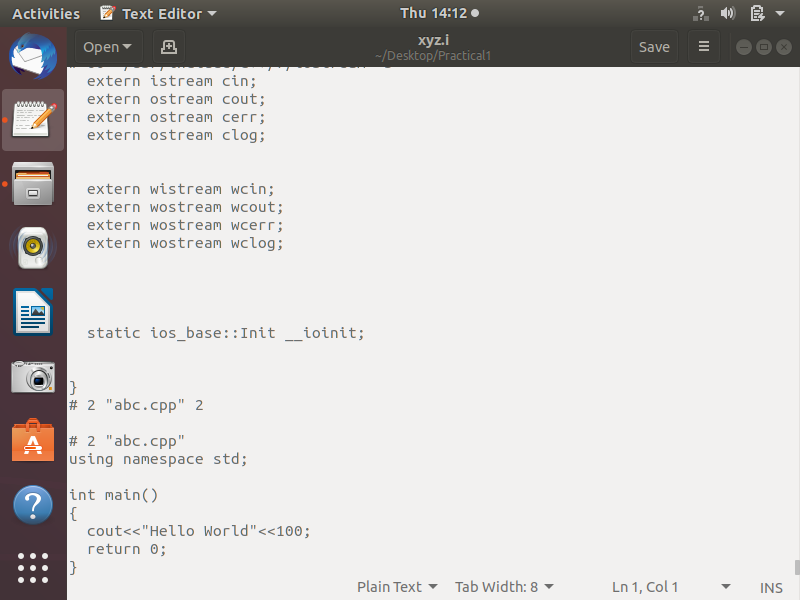 Activities Text Editor Thu 14:12
Open xyz.i Save
~/Desktop/Practical1
extern istream cin;
extern ostream cout;
extern ostream cerr;
extern ostream clog;
extern wistream wcin;
extern wostream wcout;
extern wostream wcerr;
extern wostream wclog;
static ios_base::Init __ioinit;
}
# 2 "abc.cpp" 2
# 2 "abc.cpp"
using namespace std;
int main()
{
cout<<"Hello World"<<100;
return 0;
}
Plain Text Tab Width: 8 Ln 1, Col 1 INS